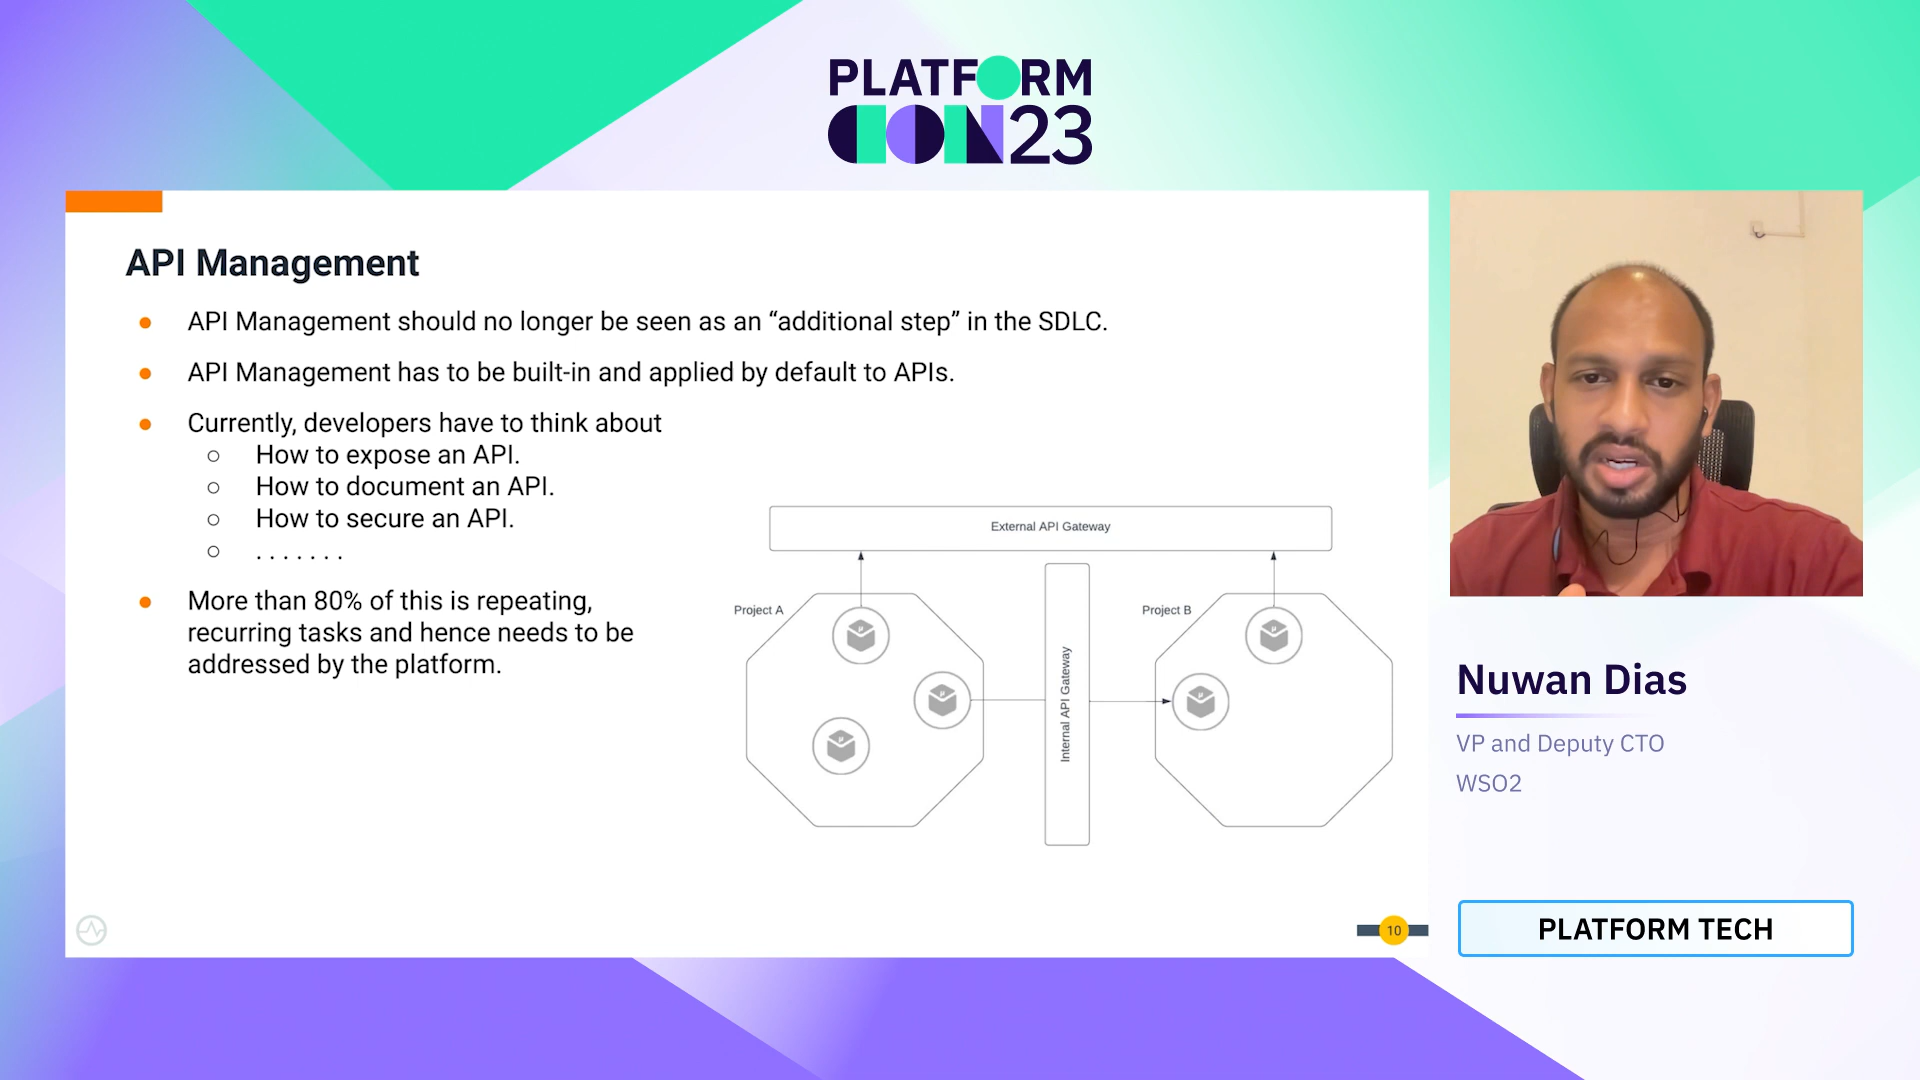 PLATFORM
CON23
API Management
● API Management should no longer be seen as an “additional step” in the SDLC.
● API Management has to be built-in and applied by default to APIs.
● Currently, developers have to think about
○ How to expose an API.
○ How to document an API.
○ How to secure an API.
○ . . . . . . .
● More than 80% of this is repeating,
recurring tasks and hence needs to be
addressed by the platform.
External API Gateway
Project A
Internal API Gateway
Project B
10
Nuwan Dias
VP and Deputy CTO
WSO2
PLATFORM TECH